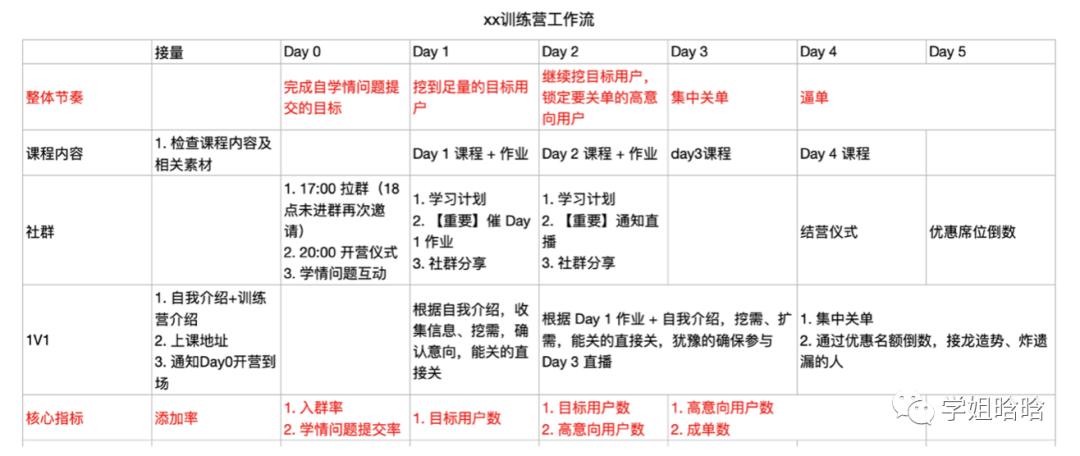 xx训练营工作流
接量 Day 0 Day 1 Day 2 Day 3 Day 4 Day 5
整体节奏
完成自学情问题提
交的目标
挖到足量的目标用
户
继续挖目标用户，
锁定要关单的高意
向用户
集中关单
逼单
课程内容
1. 检查课程内容及
相关素材
Day 1 课程 + 作业
Day 2 课程 + 作业
day3课程
Day 4 课程
社群
1. 17:00 拉群（18
点未进群再次邀
请）
2. 20:00 开营仪式
3. 学情问题互动
1. 学习计划
2. 【重要】催 Day
1 作业
3. 社群分享
1. 学习计划
2. 【重要】通知直
播
3. 社群分享
结营仪式
优惠席位倒数
1V1
1. 自我介绍+训练
营介绍
2. 上课地址
3. 通知Day0开营到
场
根据自我介绍，收
集信息、挖需，确
认意向，能关的直
接关
根据 Day 1 作业 + 自我介绍，挖需、扩
需，能关的直接关，犹豫的确保参与
Day 3 直播
1. 集中关单
2. 通过优惠名额倒数，接龙造势、炸遗
漏的人
核心指标
添加率
1. 入群率
2. 学情问题提交率
1. 目标用户数
1. 目标用户数
2. 高意向用户数
1. 高意向用户数
2. 成单数
学姐晗晗